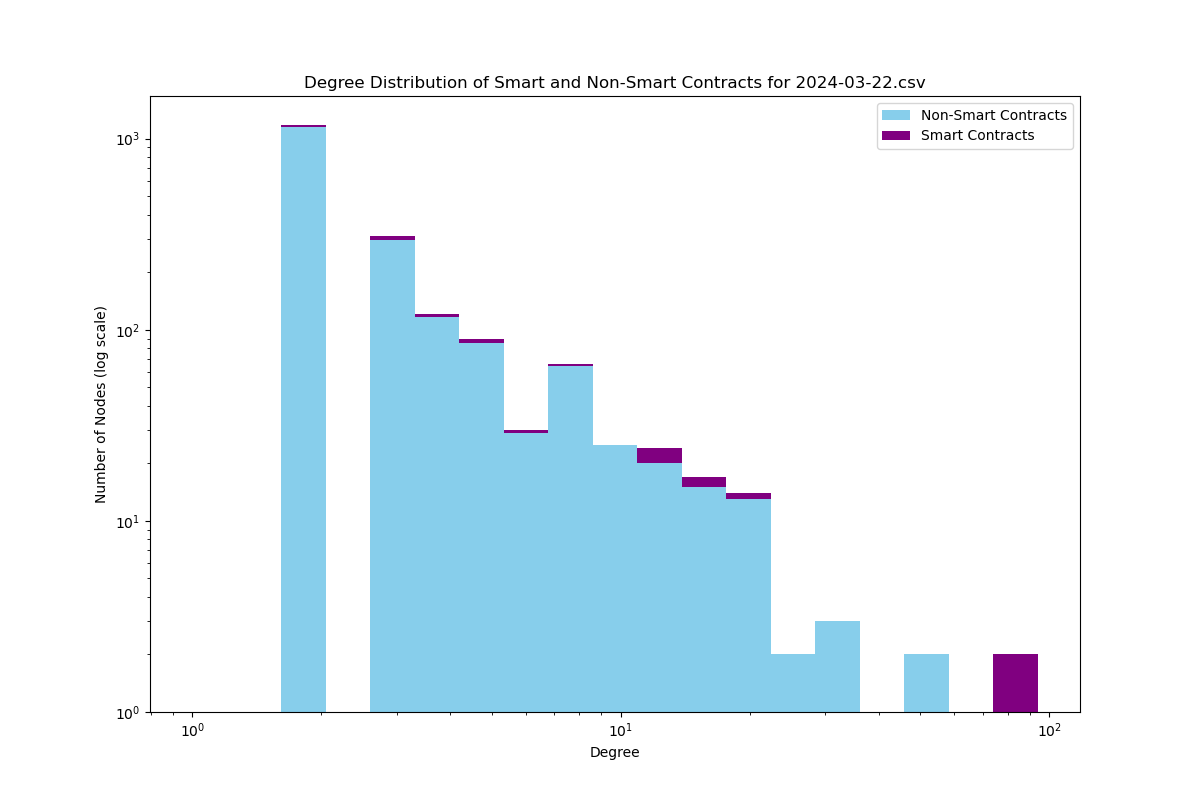 Degree Distribution of Smart and Non-Smart Contracts for 2024-03-22.csv
Non-Smart Contracts
Smart Contracts
Number of Nodes (log scale)
10³
10²
10¹
10⁰
10⁰ 10¹ 10²
Degree